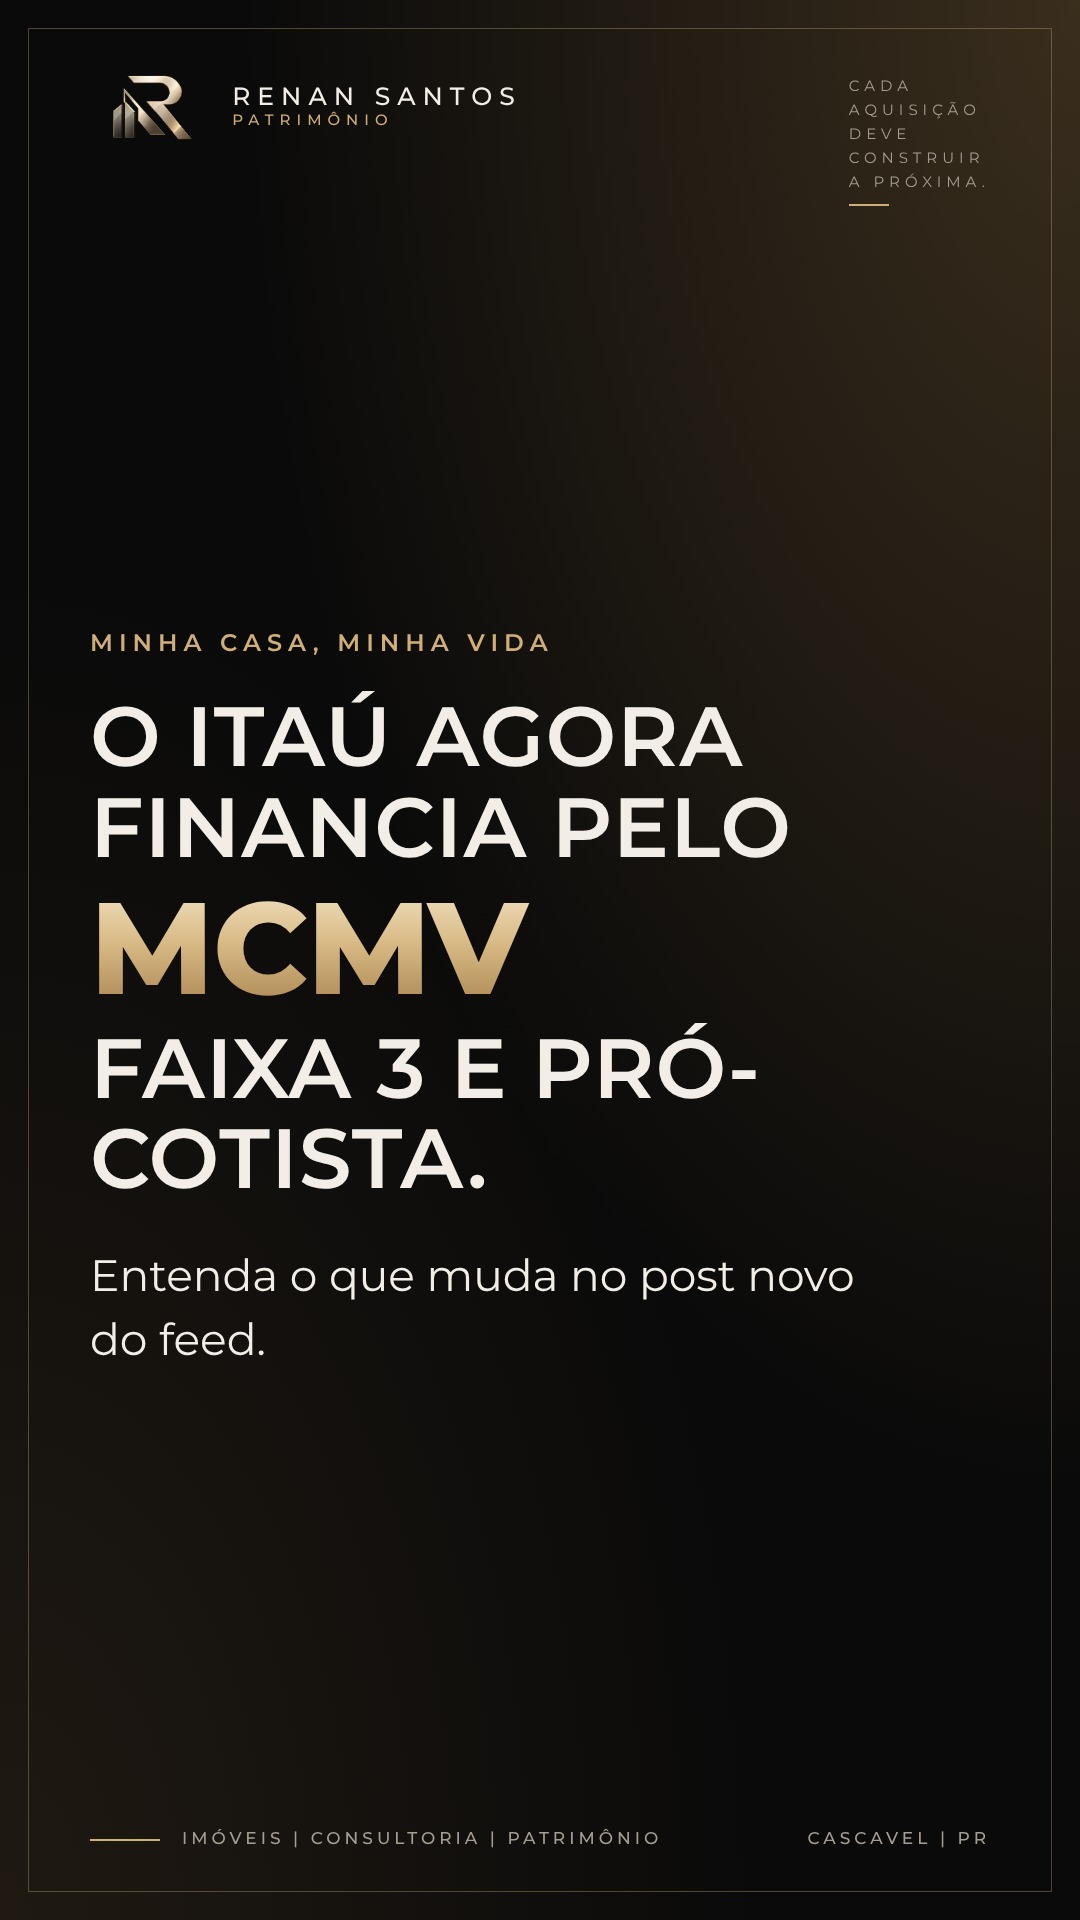 RENAN SANTOS
PATRIMÔNIO
CADA
AQUISIÇÃO
DEVE
CONSTRUIR
A PRÓXIMA.
MINHA CASA, MINHA VIDA
O ITAÚ AGORA
FINANCIA PELO
MCMV
FAIXA 3 E PRÓ-
COTISTA.
Entenda o que muda no post novo
do feed.
IMÓVEIS | CONSULTORIA | PATRIMÔNIO
CASCAVEL | PR